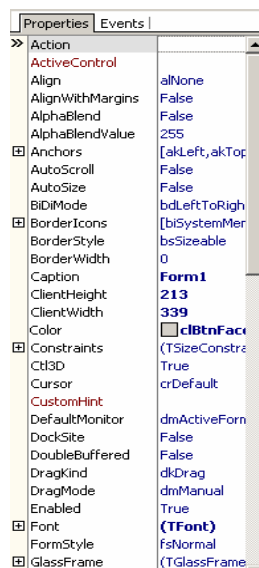 Properties Events
Action
ActiveControl
Align alNone
AlignWithMargins False
AlphaBlend False
AlphaBlendValue 255
Anchors [akLeft,akTop
AutoScroll False
AutoSize False
BiDiMode bdLeftToRigh
BorderIcons [biSystemMen
BorderStyle bsSizeable
BorderWidth 0
Caption Form1
ClientHeight 213
ClientWidth 339
Color clBtnFace
Constraints (TSizeConstra
Ctl3D True
Cursor crDefault
CustomHint
DefaultMonitor dmActiveForn
DockSite False
DoubleBuffered False
DragKind dkDrag
DragMode dmManual
Enabled True
Font (TFont)
FormStyle fsNormal
GlassFrame (TGlassFrame